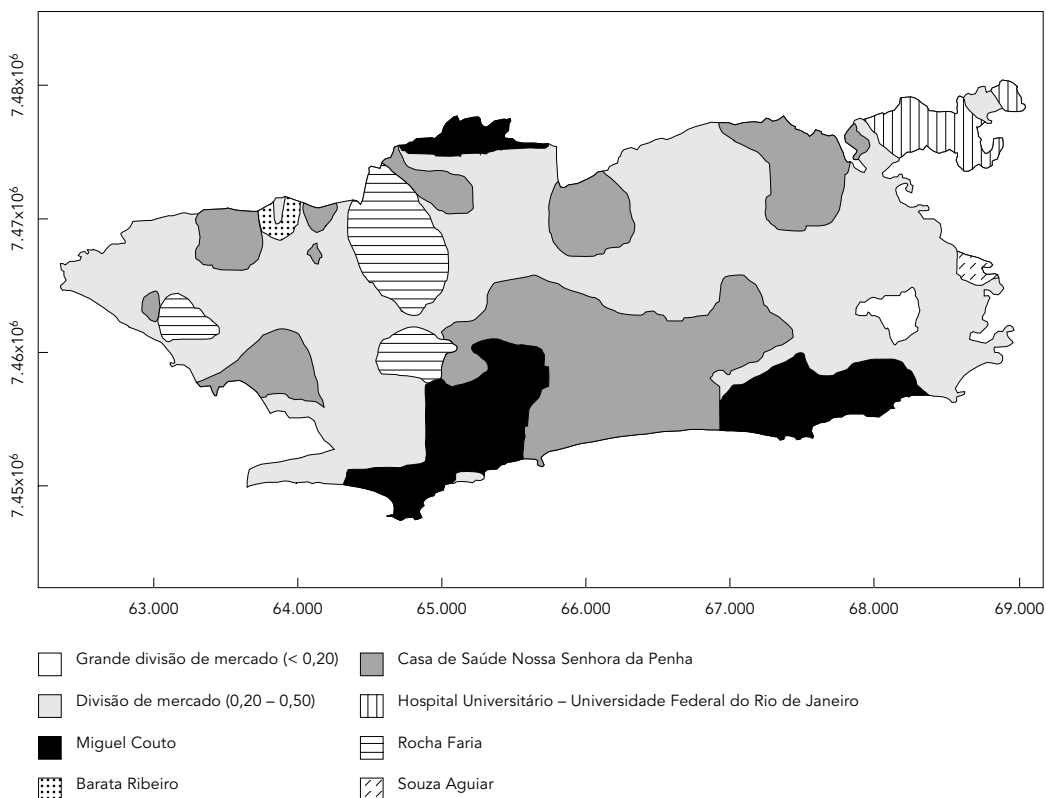 7.48x10⁶
7.47x10⁶
7.46x10⁶
7.45x10⁶
63.000 64.000 65.000 66.000 67.000 68.000 69.000
Grande divisão de mercado (< 0,20) Casa de Saúde Nossa Senhora da Penha
Divisão de mercado (0,20 – 0,50) Hospital Universitário – Universidade Federal do Rio de Janeiro
Miguel Couto Rocha Faria
Barata Ribeiro Souza Aguiar